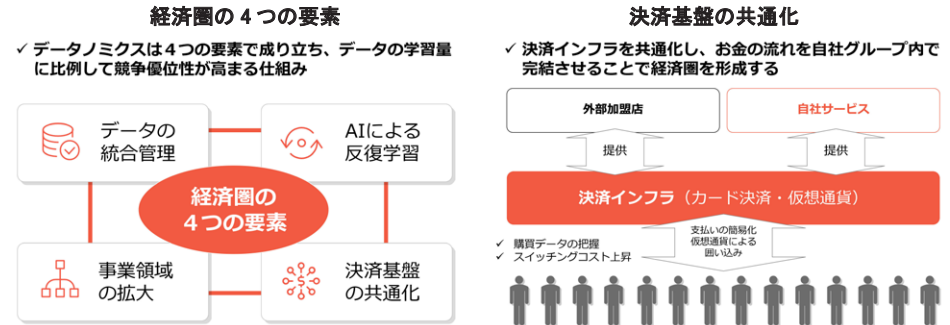 経済圏の4つの要素
✓ データノミクスは4つの要素で成り立ち、データの学習量
に比例して競争優位性が高まる仕組み
データの
統合管理
AIによる
反復学習
経済圏の
4つの要素
事業領域
の拡大
決済基盤
の共通化
決済基盤の共通化
✓ 決済インフラを共通化し、お金の流れを自社グループ内で
完結させることで経済圏を形成する
外部加盟店
自社サービス
提供
提供
決済インフラ（カード決済・仮想通貨）
支払いの簡易化
仮想通貨による
囲い込み
✓ 購買データの把握
✓ スイッチングコスト上昇